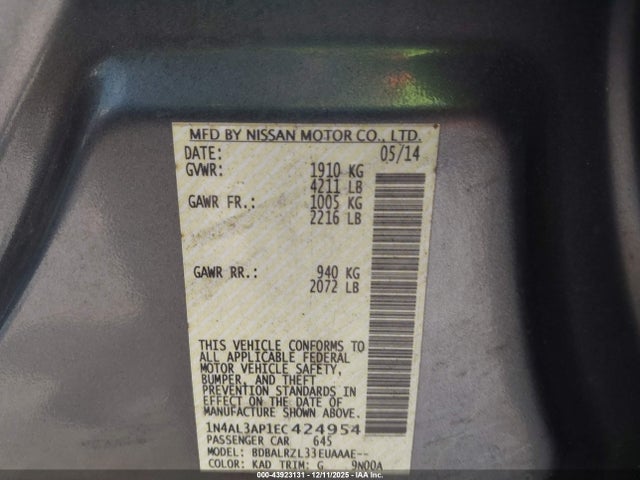 MFD BY NISSAN MOTOR CO., LTD.
DATE: 05/14
GVWR: 1910 KG
4211 LB
GAWR FR.: 1005 KG
2216 LB
GAWR RR.: 940 KG
2072 LB
THIS VEHICLE CONFORMS TO
ALL APPLICABLE FEDERAL
MOTOR VEHICLE SAFETY,
BUMPER, AND THEFT
PREVENTION STANDARDS IN
EFFECT ON THE DATE OF
MANUFACTURE SHOWN ABOVE.
1N4AL3AP1EC424954
PASSENGER CAR 645
MODEL: BDBALRZL33EUAAAE--
COLOR: KAD TRIM: G 9N00A
000-43923131 - 12/11/2025 - IAAI.com